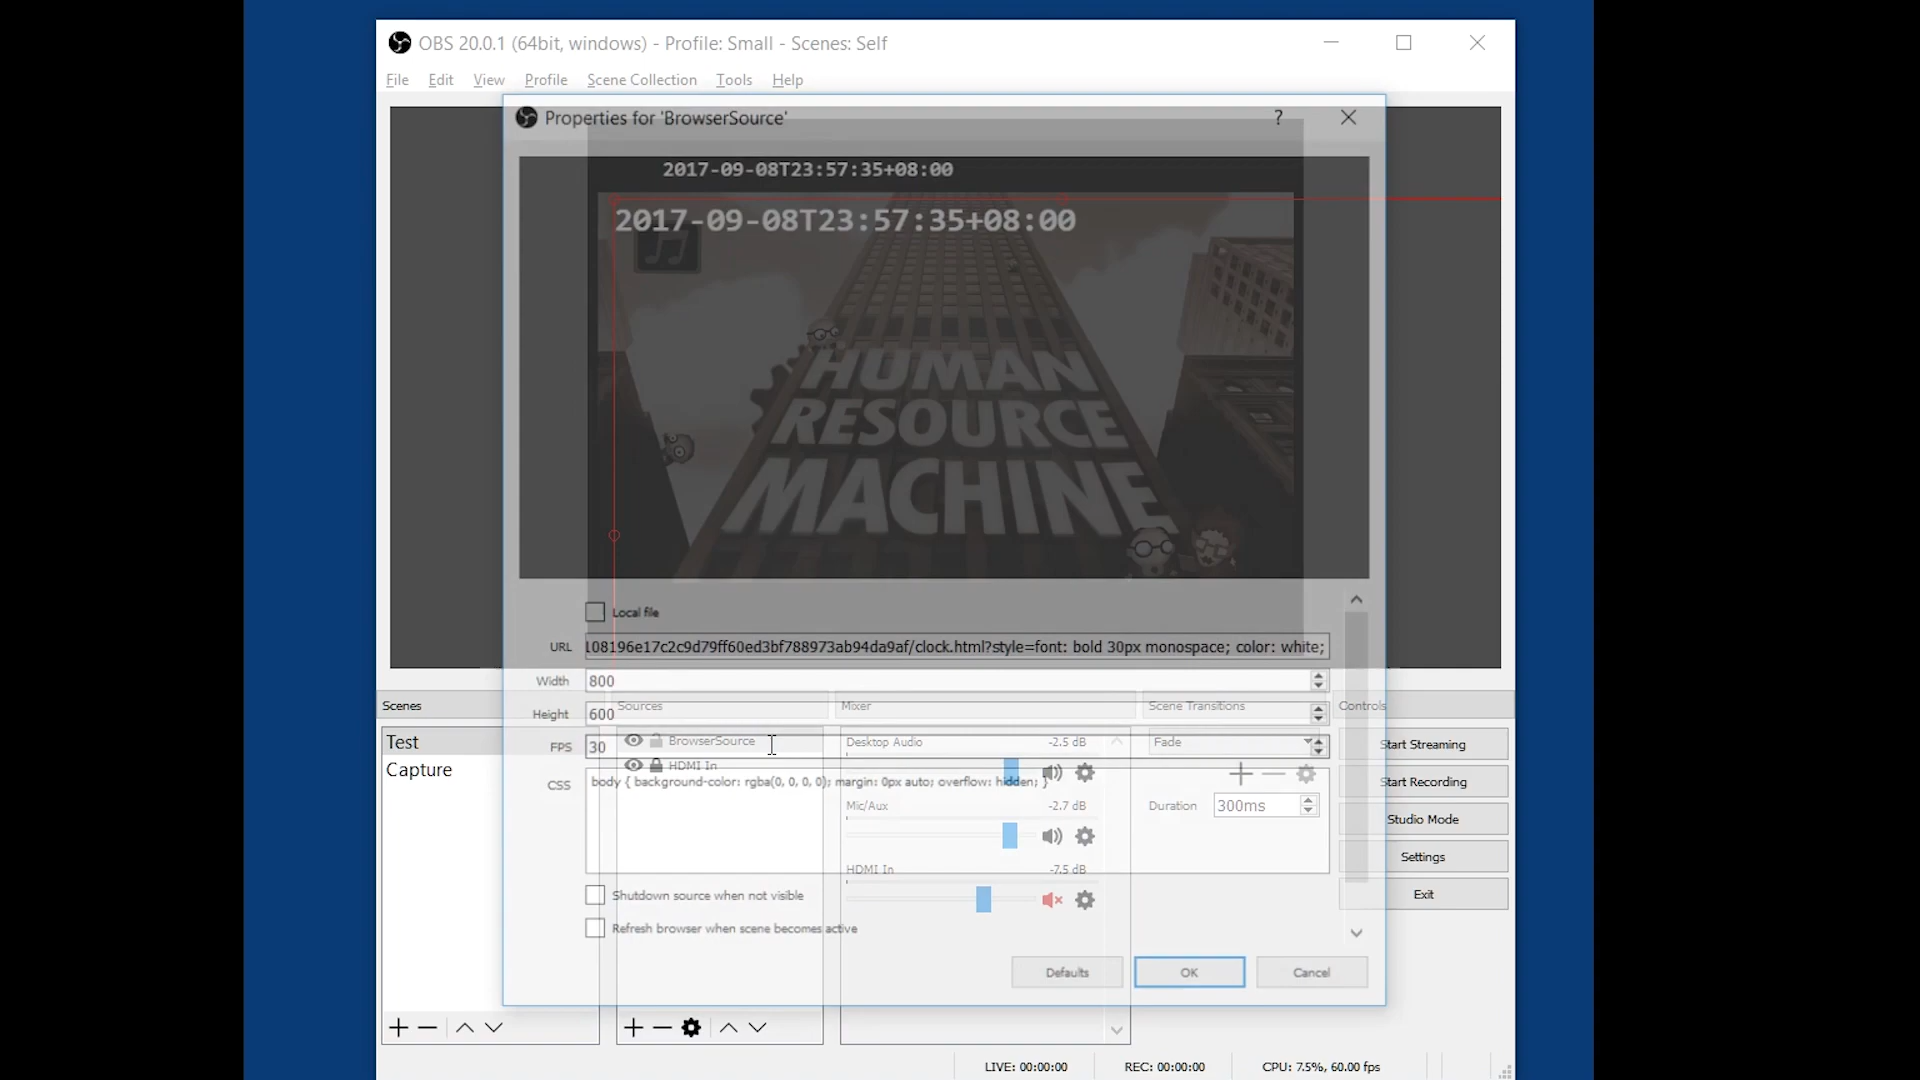 OBS 20.0.1 (64bit, windows) - Profile: Small - Scenes: Self
File Edit View Profile Scene Collection Tools Help
Properties for 'BrowserSource' ?
2017-09-08T23:57:35+08:00
2017-09-08T23:57:35+08:00
HUMAN
RESOURCE
MACHINE
Local file
URL 108196e17c2c9d79ff60ed3bf788973ab94da9af/clock.html?style=font: bold 30px monospace; color: white;
Width 800
Scenes Sources Mixer Scene Transitions Controls
Height 600
Test BrowserSource Desktop Audio -2.5 dB Fade Start Streaming
FPS 30
Capture HDMI In
CSS body { background-color: rgba(0, 0, 0, 0); margin: 0px auto; overflow: hidden; }
Start Recording
Mic/Aux -2.7 dB Duration 300ms
Studio Mode
Settings
HDMI In -7.5 dB
Shutdown source when not visible Exit
Refresh browser when scene becomes active
Defaults OK Cancel
LIVE: 00:00:00 REC: 00:00:00 CPU: 7.5%, 60.00 fps